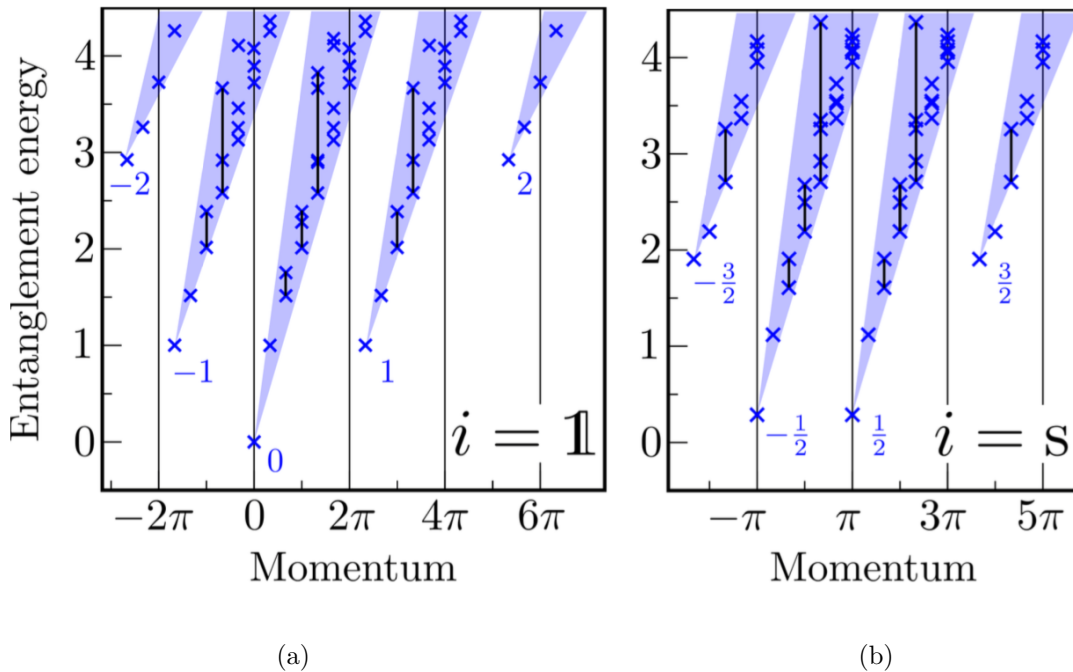 Entanglement energy
4
3
2
1
0
−2
−1
0
1
2
i = 𝟙
−2π 0 2π 4π 6π
Momentum
(a)
4
3
2
1
0
−3/2
−1/2
1/2
3/2
i = s
−π π 3π 5π
Momentum
(b)